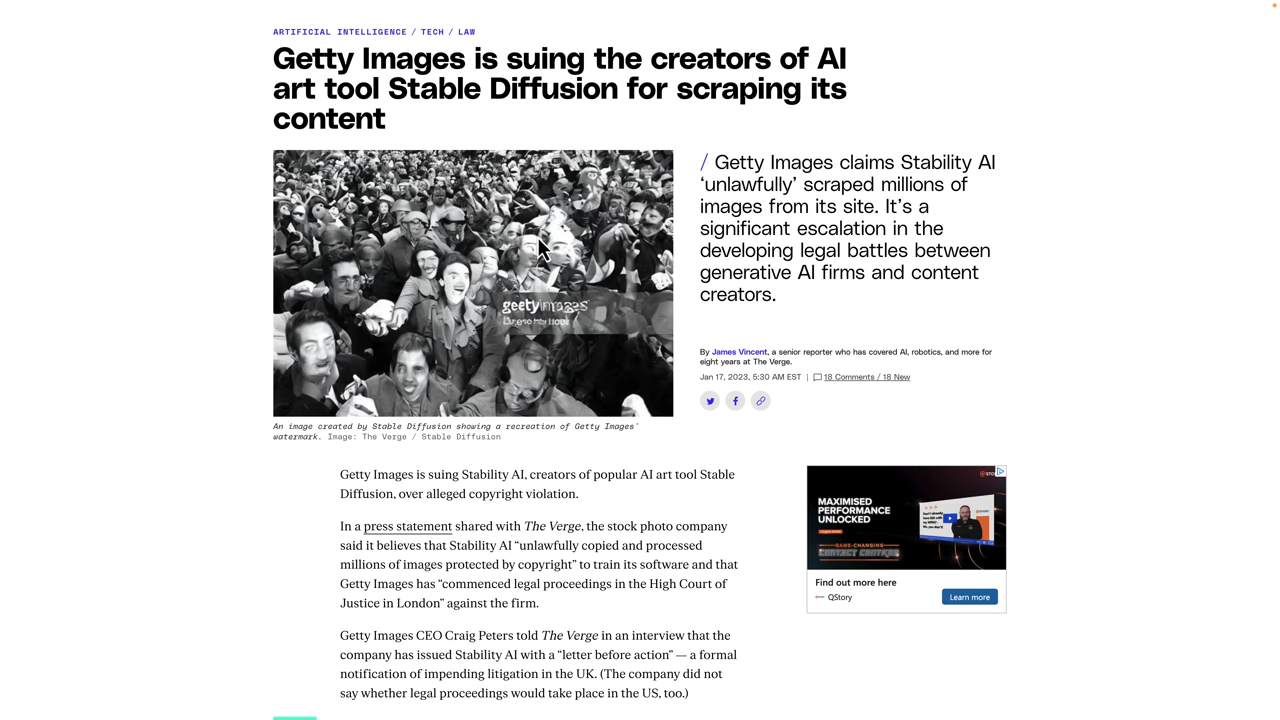 ARTIFICIAL INTELLIGENCE / TECH / LAW
Getty Images is suing the creators of AI
art tool Stable Diffusion for scraping its
content
/ Getty Images claims Stability AI
‘unlawfully’ scraped millions of
images from its site. It’s a
significant escalation in the
developing legal battles between
generative AI firms and content
creators.
By James Vincent, a senior reporter who has covered AI, robotics, and more for
eight years at The Verge.
Jan 17, 2023, 5:30 AM EST | 18 Comments / 18 New
An image created by Stable Diffusion showing a recreation of Getty Images’
watermark. Image: The Verge / Stable Diffusion
Getty Images is suing Stability AI, creators of popular AI art tool Stable
Diffusion, over alleged copyright violation.
In a press statement shared with The Verge, the stock photo company
said it believes that Stability AI “unlawfully copied and processed
millions of images protected by copyright” to train its software and that
Getty Images has “commenced legal proceedings in the High Court of
Justice in London” against the firm.
Getty Images CEO Craig Peters told The Verge in an interview that the
company has issued Stability AI with a “letter before action” — a formal
notification of impending litigation in the UK. (The company did not
say whether legal proceedings would take place in the US, too.)
MAXIMISED
PERFORMANCE
UNLOCKED
GAME-CHANGING
Find out more here
QStory
Learn more